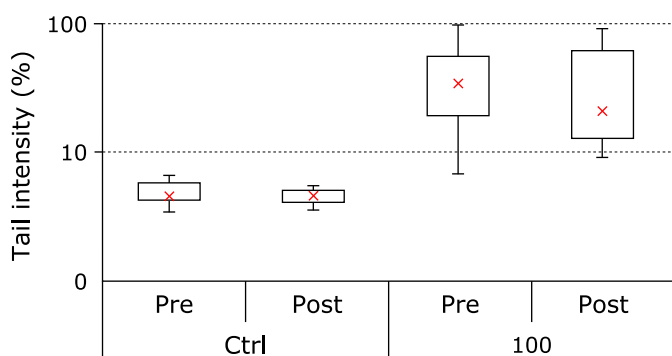 100
10
0
Tail intensity (%)
Pre Post Pre Post
Ctrl 100